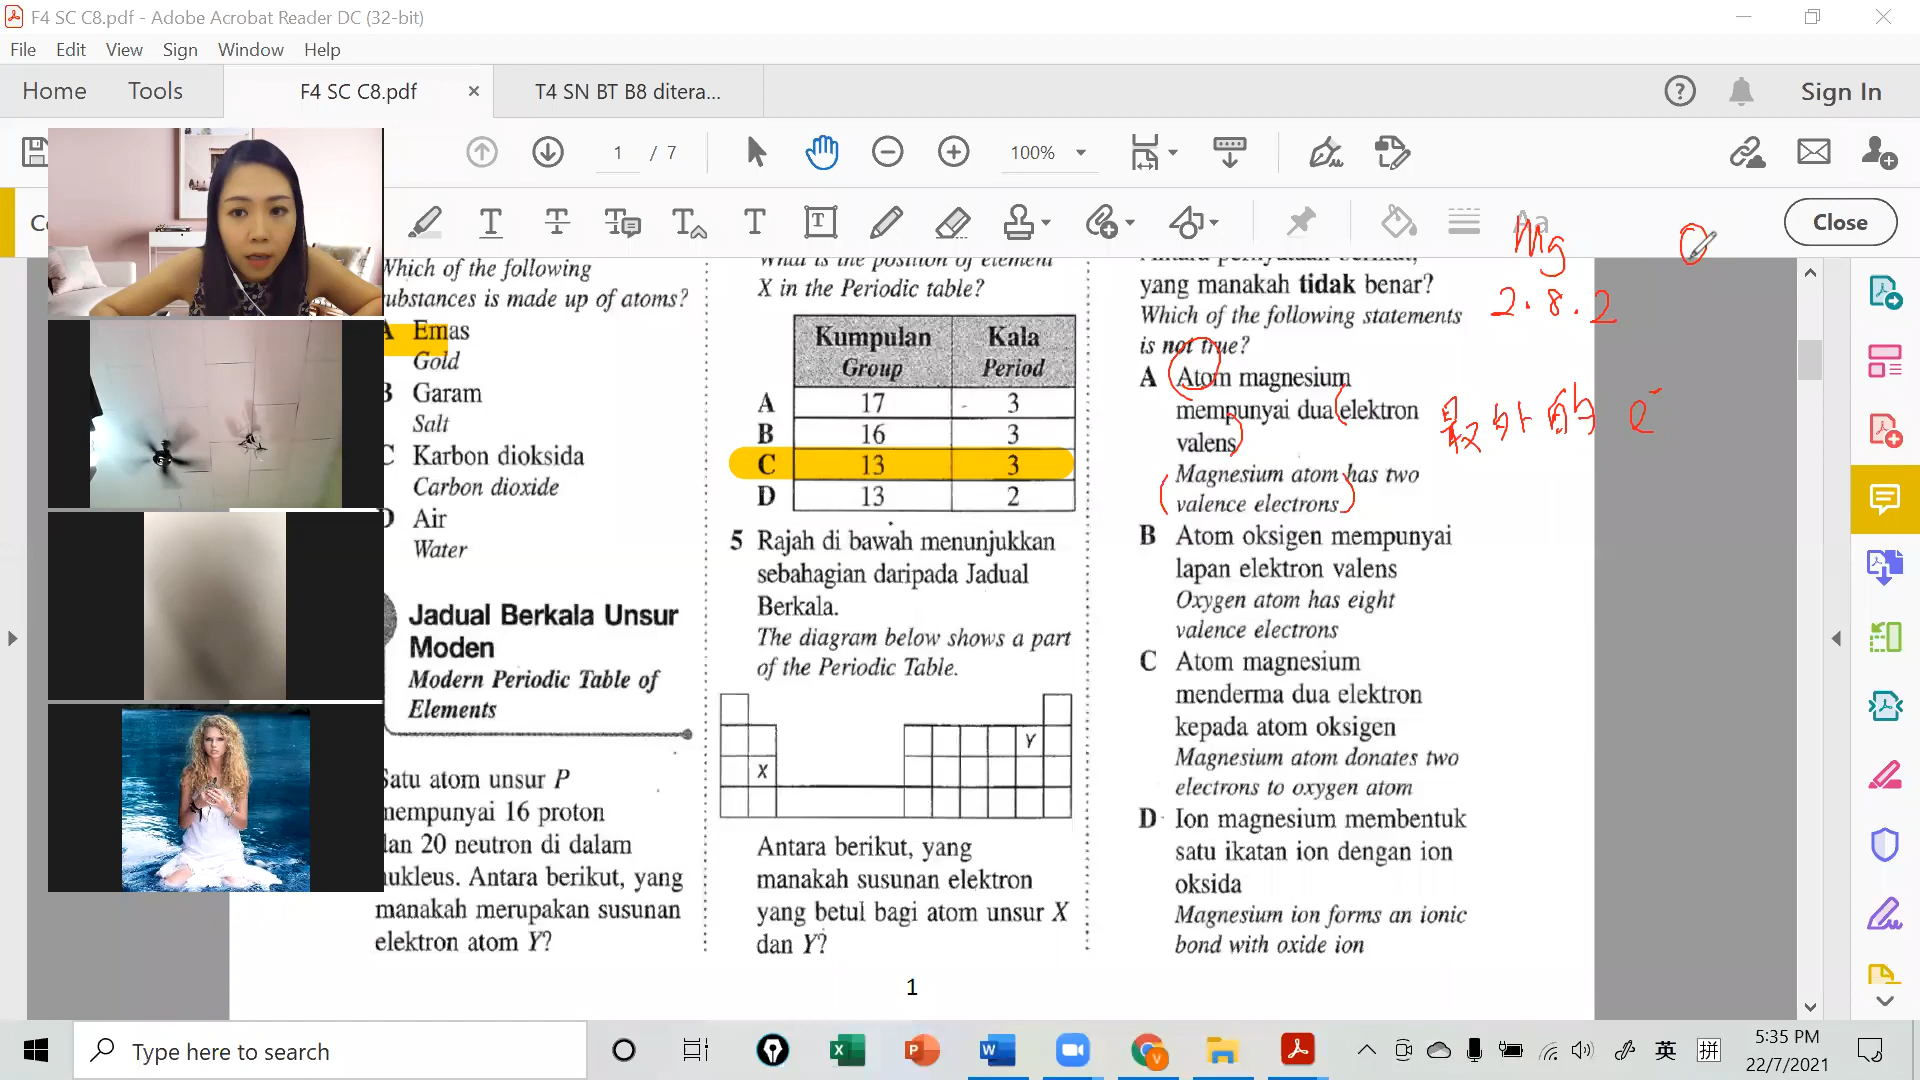 F4 SC C8.pdf - Adobe Acrobat Reader DC (32-bit)
File Edit View Sign Window Help
Home Tools F4 SC C8.pdf T4 SN BT B8 ditera... Sign In
1 / 7 100%
Close
Which of the following
substances is made up of atoms?
A Emas
Gold
B Garam
Salt
C Karbon dioksida
Carbon dioxide
D Air
Water
Jadual Berkala Unsur
Moden
Modern Periodic Table of
Elements
Satu atom unsur P
mempunyai 16 proton
dan 20 neutron di dalam
nukleus. Antara berikut, yang
manakah merupakan susunan
elektron atom Y?
What is the position of element
X in the Periodic table?
Kumpulan Kala
Group Period
A 17 3
B 16 3
C 13 3
D 13 2
5 Rajah di bawah menunjukkan
sebahagian daripada Jadual
Berkala.
The diagram below shows a part
of the Periodic Table.
Y
X
Antara berikut, yang
manakah susunan elektron
yang betul bagi atom unsur X
dan Y?
1
Antara pernyataan berikut,
yang manakah tidak benar?
Which of the following statements
is not true?
A Atom magnesium
mempunyai dua elektron
valens
Magnesium atom has two
valence electrons
B Atom oksigen mempunyai
lapan elektron valens
Oxygen atom has eight
valence electrons
C Atom magnesium
menderma dua elektron
kepada atom oksigen
Magnesium atom donates two
electrons to oxygen atom
D Ion magnesium membentuk
satu ikatan ion dengan ion
oksida
Magnesium ion forms an ionic
bond with oxide ion
Mg O
2.8.2
最外的 e⁻
Type here to search
英 拼
5:35 PM
22/7/2021